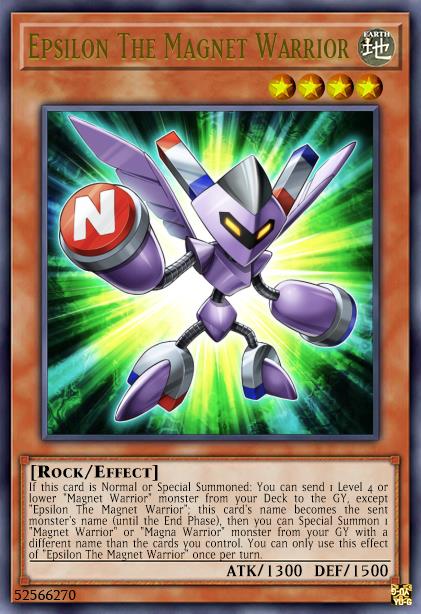 EPSILON THE MAGNET WARRIOR
EARTH
地
N
[ROCK/EFFECT]
If this card is Normal or Special Summoned: You can send 1 Level 4 or
lower "Magnet Warrior" monster from your Deck to the GY, except
"Epsilon The Magnet Warrior"; this card's name becomes the sent
monster's name (until the End Phase), then you can Special Summon 1
"Magnet Warrior" or "Magna Warrior" monster from your GY with a
different name than the cards you control. You can only use this effect
of "Epsilon The Magnet Warrior" once per turn.
ATK/1300 DEF/1500
52566270